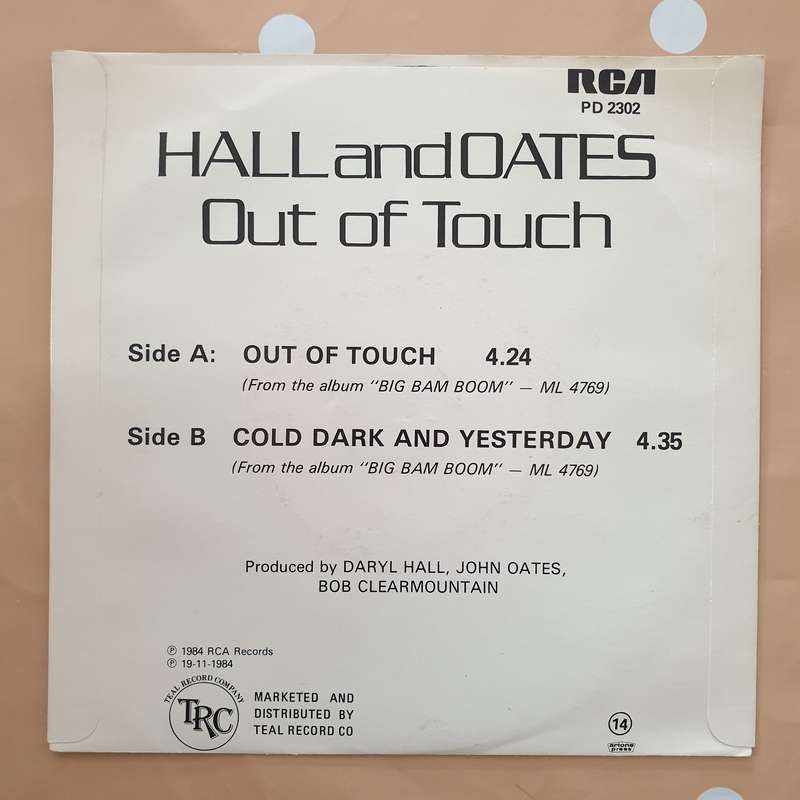 RCA
PD 2302
HALL and OATES
Out of Touch
Side A: OUT OF TOUCH 4.24
(From the album "BIG BAM BOOM" — ML 4769)
Side B COLD DARK AND YESTERDAY 4.35
(From the album "BIG BAM BOOM" — ML 4769)
Produced by DARYL HALL, JOHN OATES,
BOB CLEARMOUNTAIN
℗ 1984 RCA Records
℗ 19-11-1984
TEAL RECORD COMPANY
TRC
MARKETED AND
DISTRIBUTED BY
TEAL RECORD CO
14
artone
press